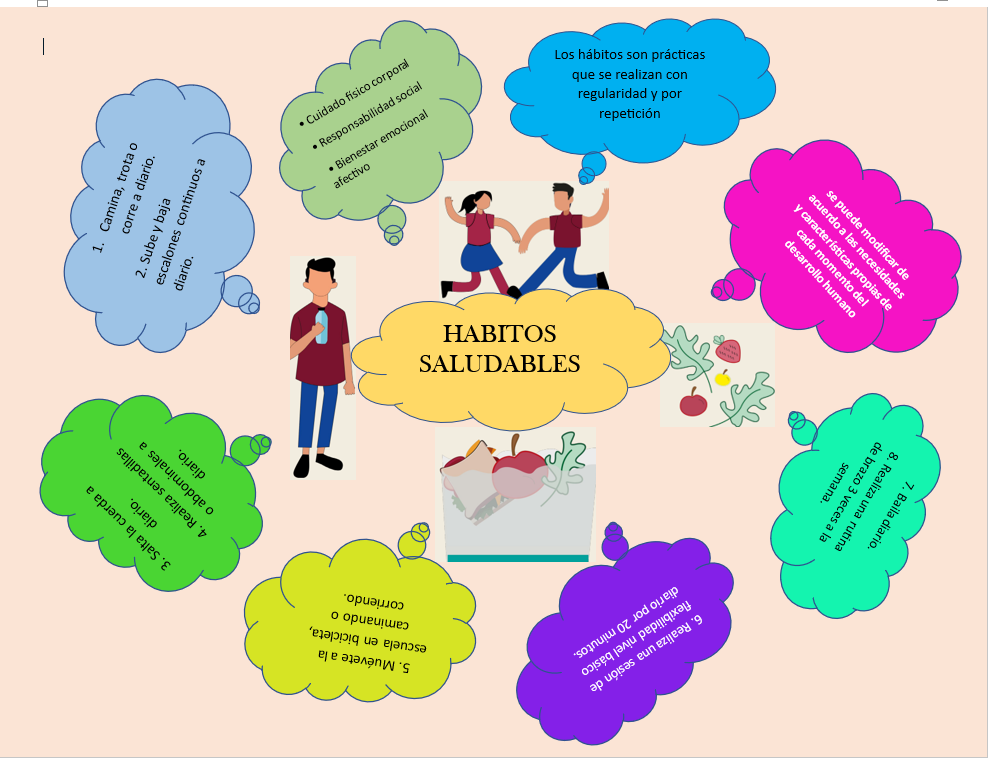 HABITOS
SALUDABLES
Los hábitos son prácticas
que se realizan con
regularidad y por
repetición
se puede modificar de
acuerdo a las necesidades
y características propias de
cada momento del
desarrollo humano
8. Realiza una rutina
de brazo 3 veces a la
semana.
7. Baila diario.
6. Realiza una sesión de
flexibilidad nivel básico
diario por 20 minutos.
5. Muévete a la
escuela en bicicleta,
caminando o
corriendo.
3. Salta la cuerda a
diario.
4. Realiza sentadillas
o abdominales a
diario.
1. Camina, trota o
corre a diario.
2. Sube y baja
escalones continuos a
diario.
• Cuidado físico corporal
• Responsabilidad social
• Bienestar emocional
afectivo